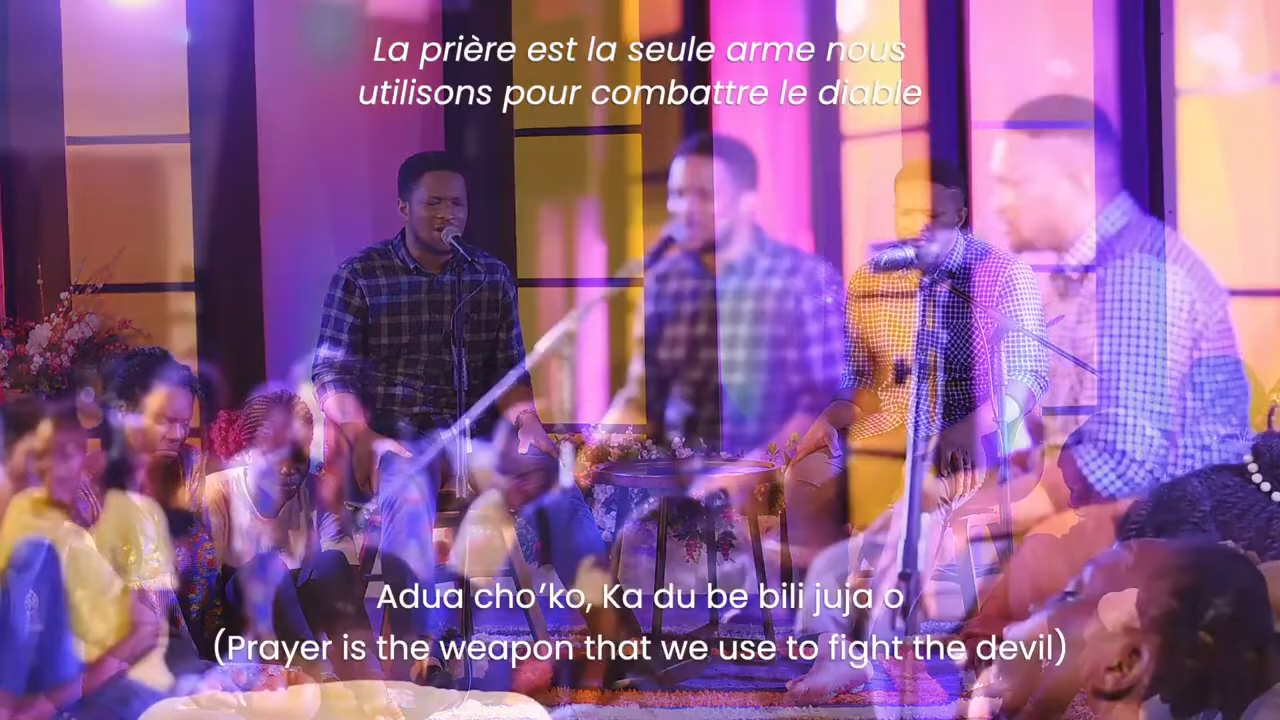 La prière est la seule arme nous
utilisons pour combattre le diable
Adua cho’ko, Ka du be bili juja o
(Prayer is the weapon that we use to fight the devil)